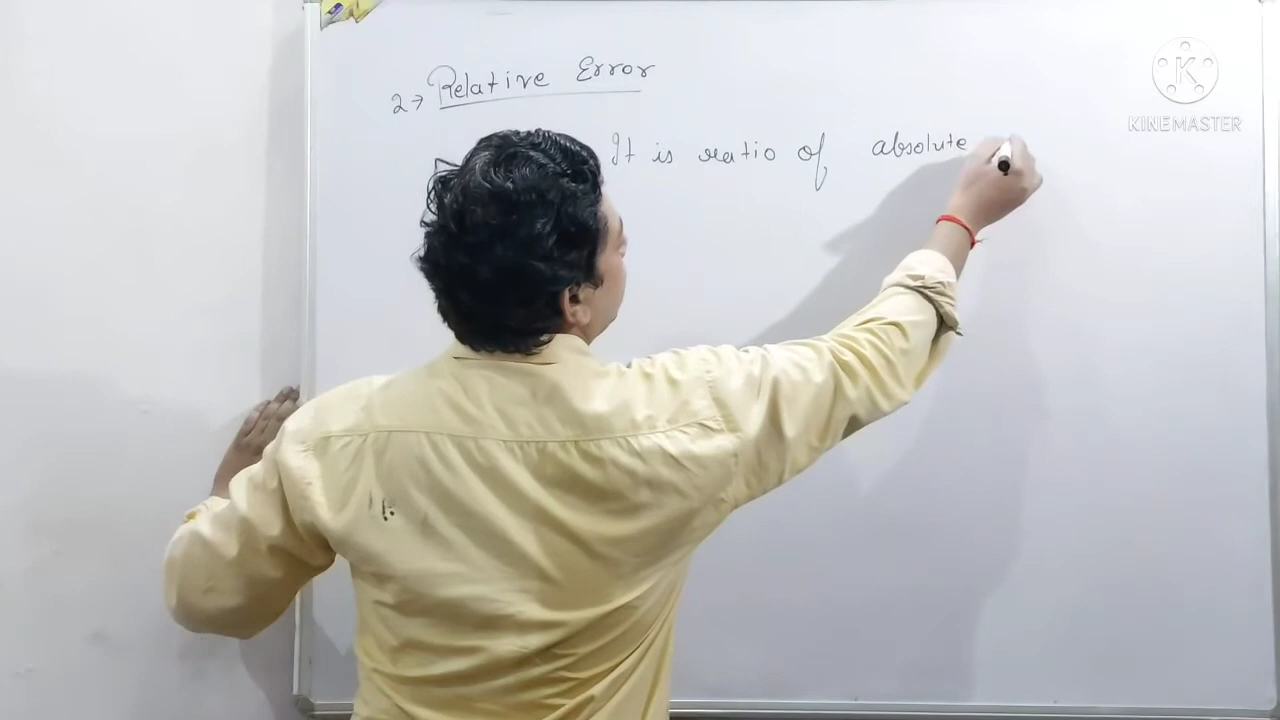 2→ Relative Error
It is ratio of absolute
K
KINEMASTER